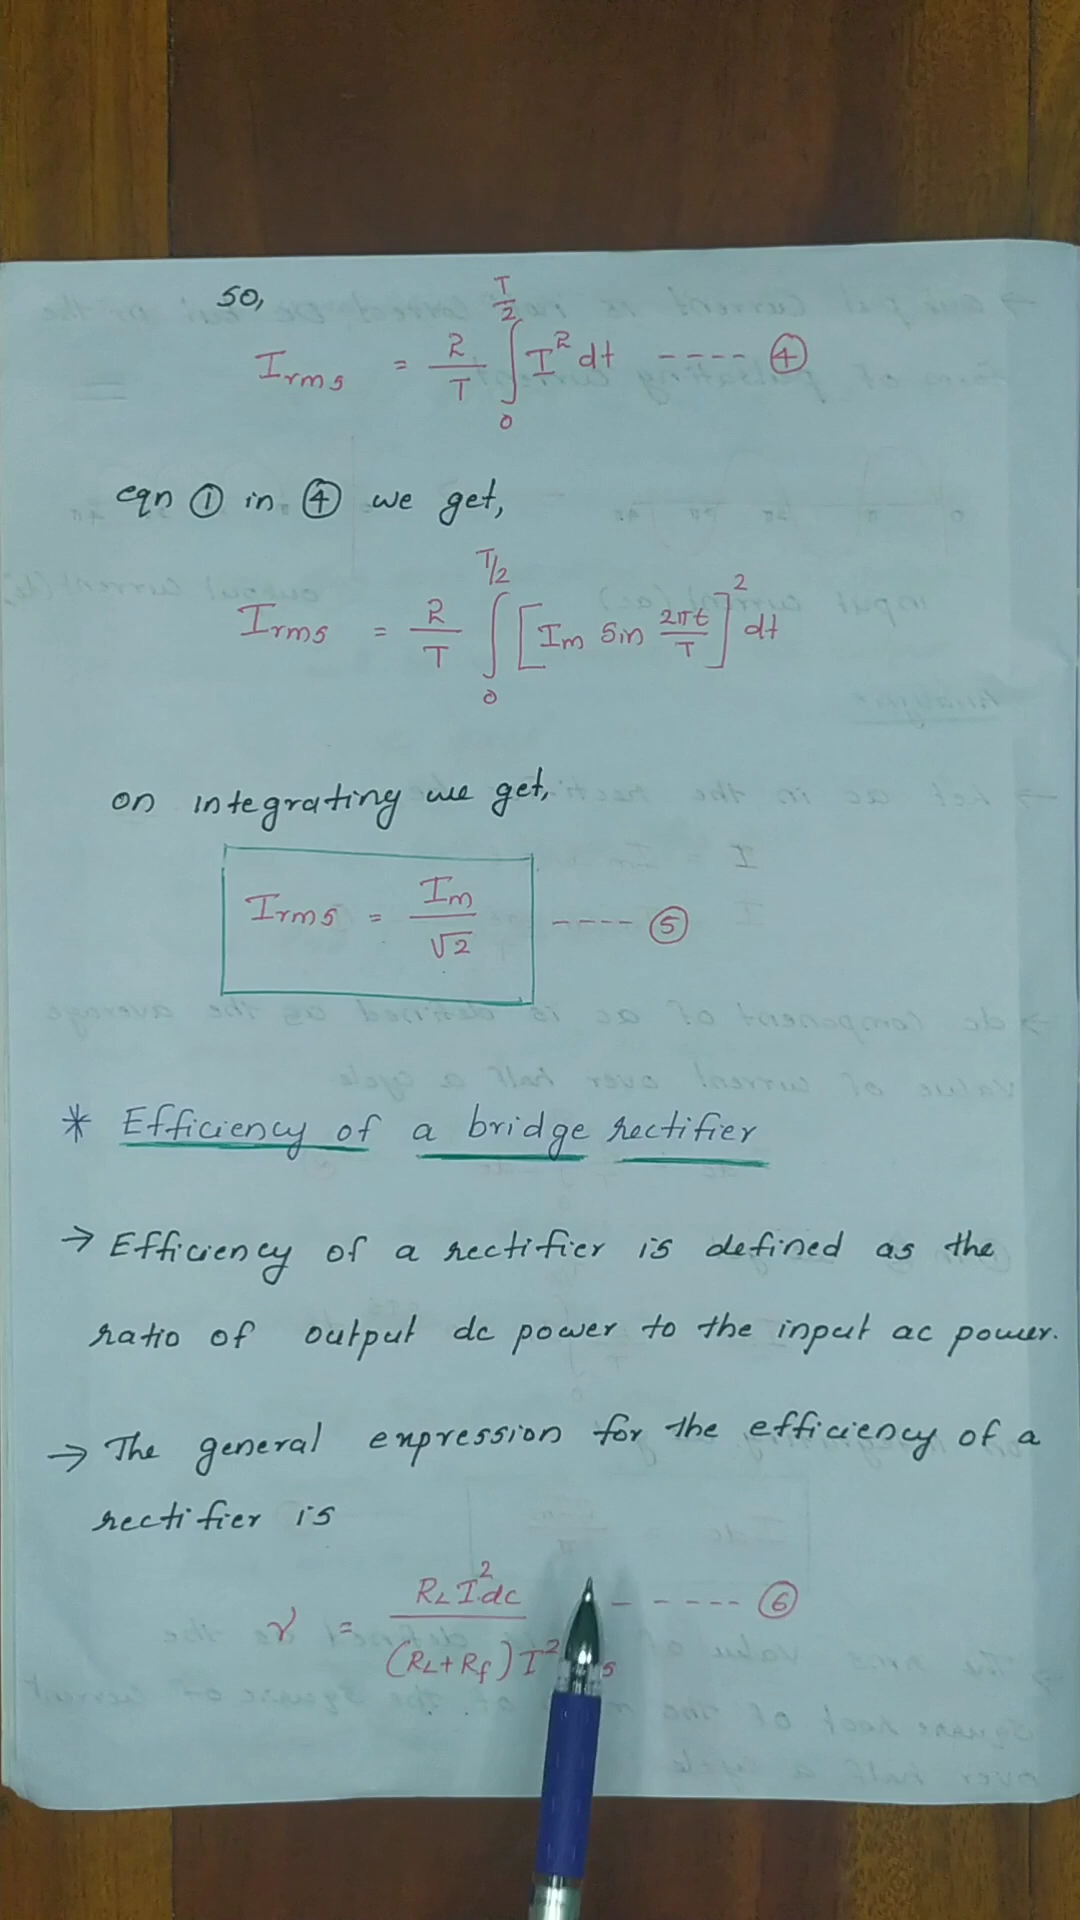 so,
Irms = 2/T ∫₀^(T/2) I² dt ---- ④
eqn ① in ④ we get,
Irms = 2/T ∫₀^(T/2) [Im Sin 2πt/T]² dt
on integrating we get,
Irms = Im/√2 ---- ⑤
* Efficiency of a bridge rectifier
→ Efficiency of a rectifier is defined as the
ratio of output dc power to the input ac power.
→ The general expression for the efficiency of a
rectifier is
γ = RL I²dc / (RL + Rf) I² s - ---- ⑥